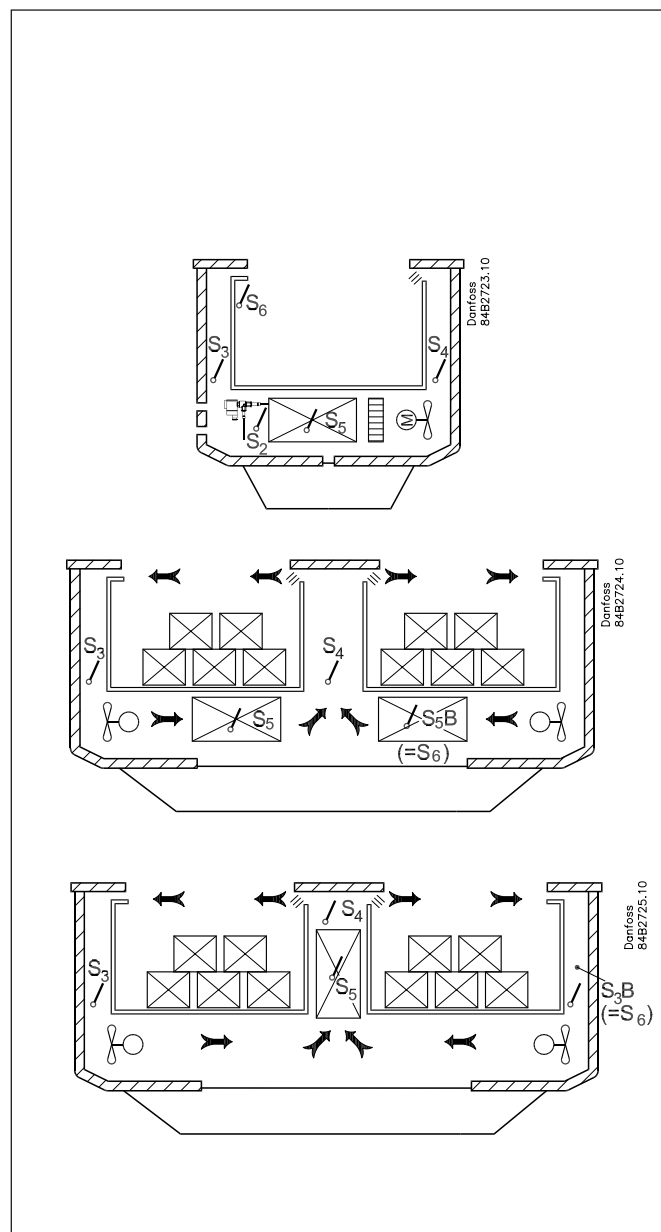 S6
S3
S4
M
S5
S2
Danfoss
84B2723.10
S3
S4
S5
S5B
(=S6)
Danfoss
84B2724.10
S4
S3
S5
S3B
(=S6)
Danfoss
84B2725.10